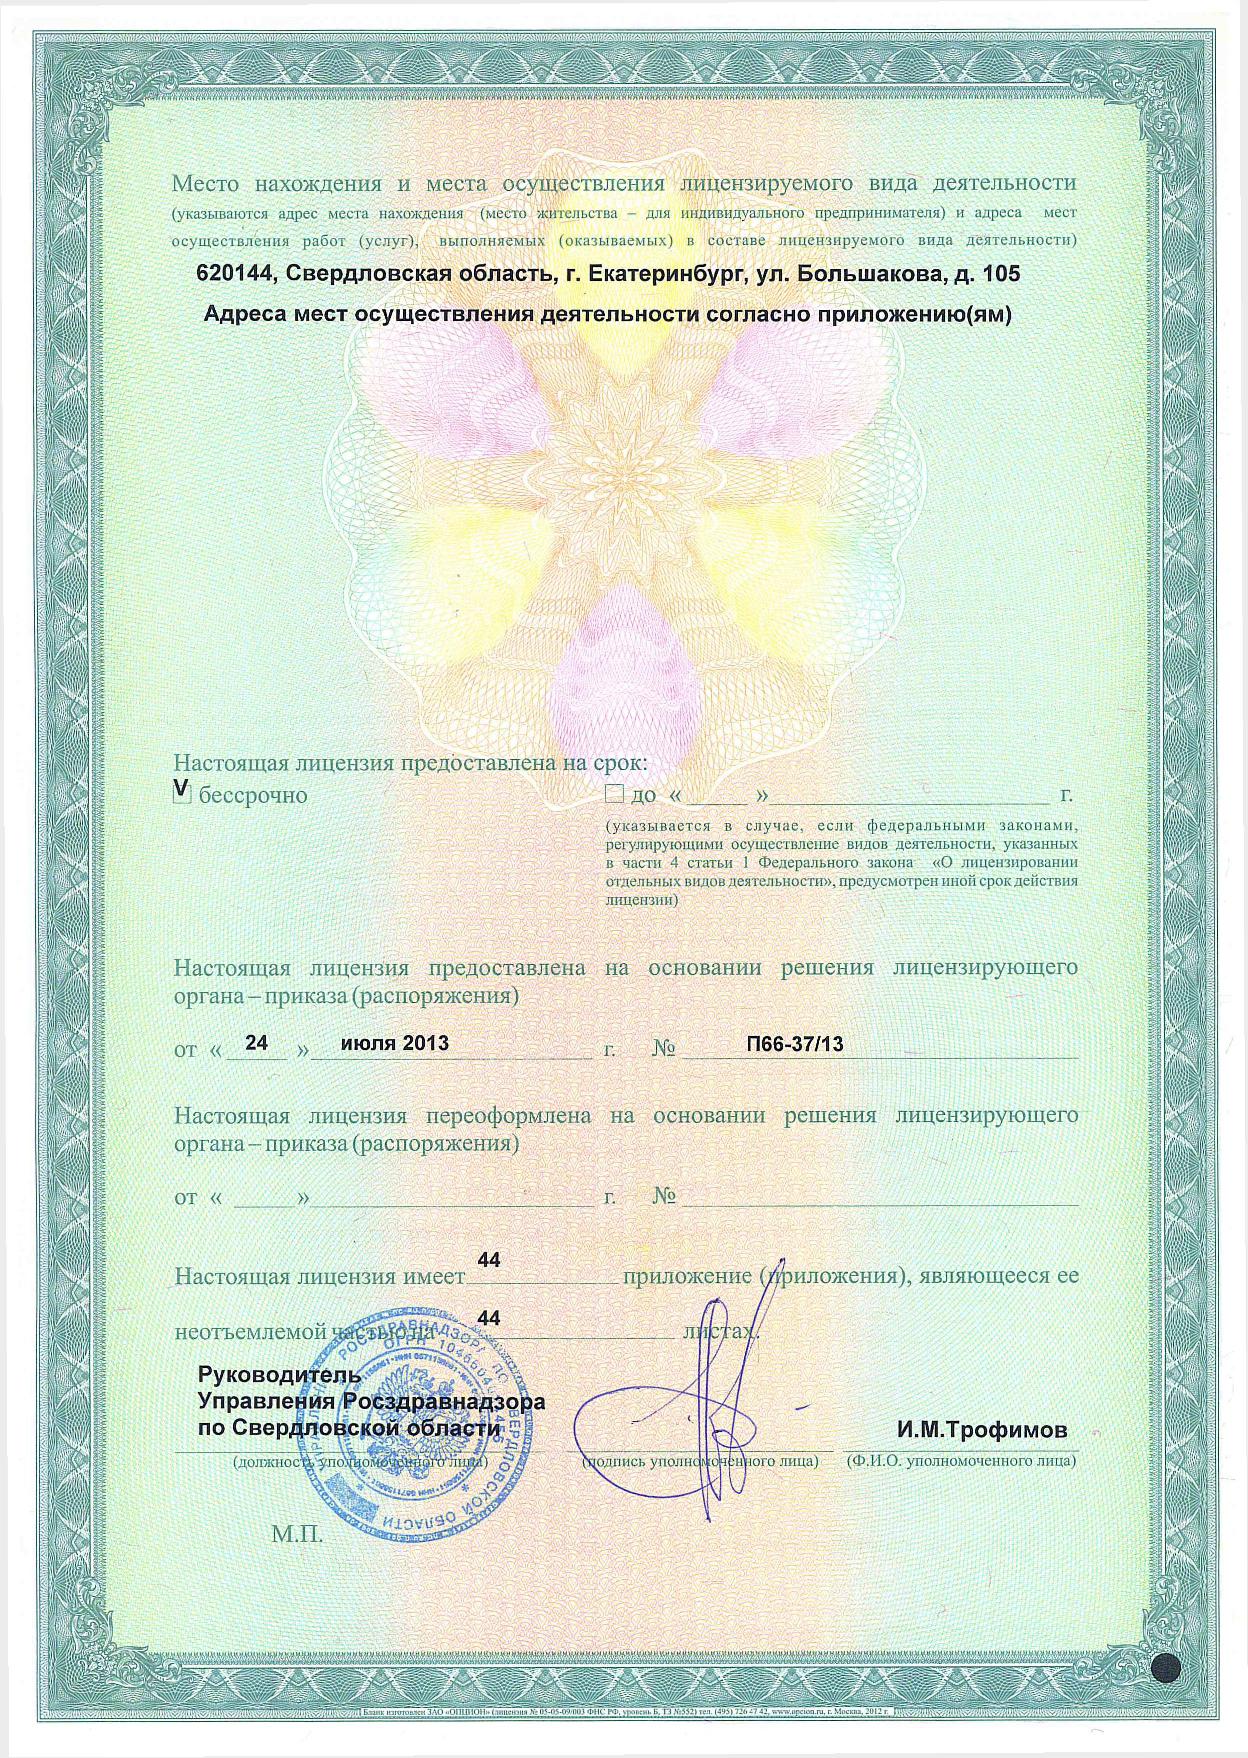 Место нахождения и места осуществления лицензируемого вида деятельности
(указываются адрес места нахождения (место жительства – для индивидуального предпринимателя) и адреса мест
осуществления работ (услуг), выполняемых (оказываемых) в составе лицензируемого вида деятельности)
620144, Свердловская область, г. Екатеринбург, ул. Большакова, д. 105
Адреса мест осуществления деятельности согласно приложению(ям)
Настоящая лицензия предоставлена на срок:
V бессрочно □ до « » г.
(указывается в случае, если федеральными законами,
регулирующими осуществление видов деятельности, указанных
в части 4 статьи 1 Федерального закона «О лицензировании
отдельных видов деятельности», предусмотрен иной срок действия
лицензии)
Настоящая лицензия предоставлена на основании решения лицензирующего
органа – приказа (распоряжения)
от « 24 » июля 2013 г. № П66-37/13
Настоящая лицензия переоформлена на основании решения лицензирующего
органа – приказа (распоряжения)
от « » г. №
Настоящая лицензия имеет 44 приложение (приложения), являющееся ее
неотъемлемой частью на 44 листах.
Руководитель
Управления Росздравнадзора
по Свердловской области И.М.Трофимов
(должность уполномоченного лица) (подпись уполномоченного лица) (Ф.И.О. уполномоченного лица)
М.П.
РОСЗДРАВНАДЗОРА ПО СВЕРДЛОВСКОЙ ОБЛАСТИ
ОГРН
Бланк изготовлен ЗАО «ОПЦИОН» (лицензия № 05-05-09/003 ФНС РФ, уровень Б, ТЗ №552) тел. (495) 726 47 42, www.opcion.ru, г. Москва, 2012 г.